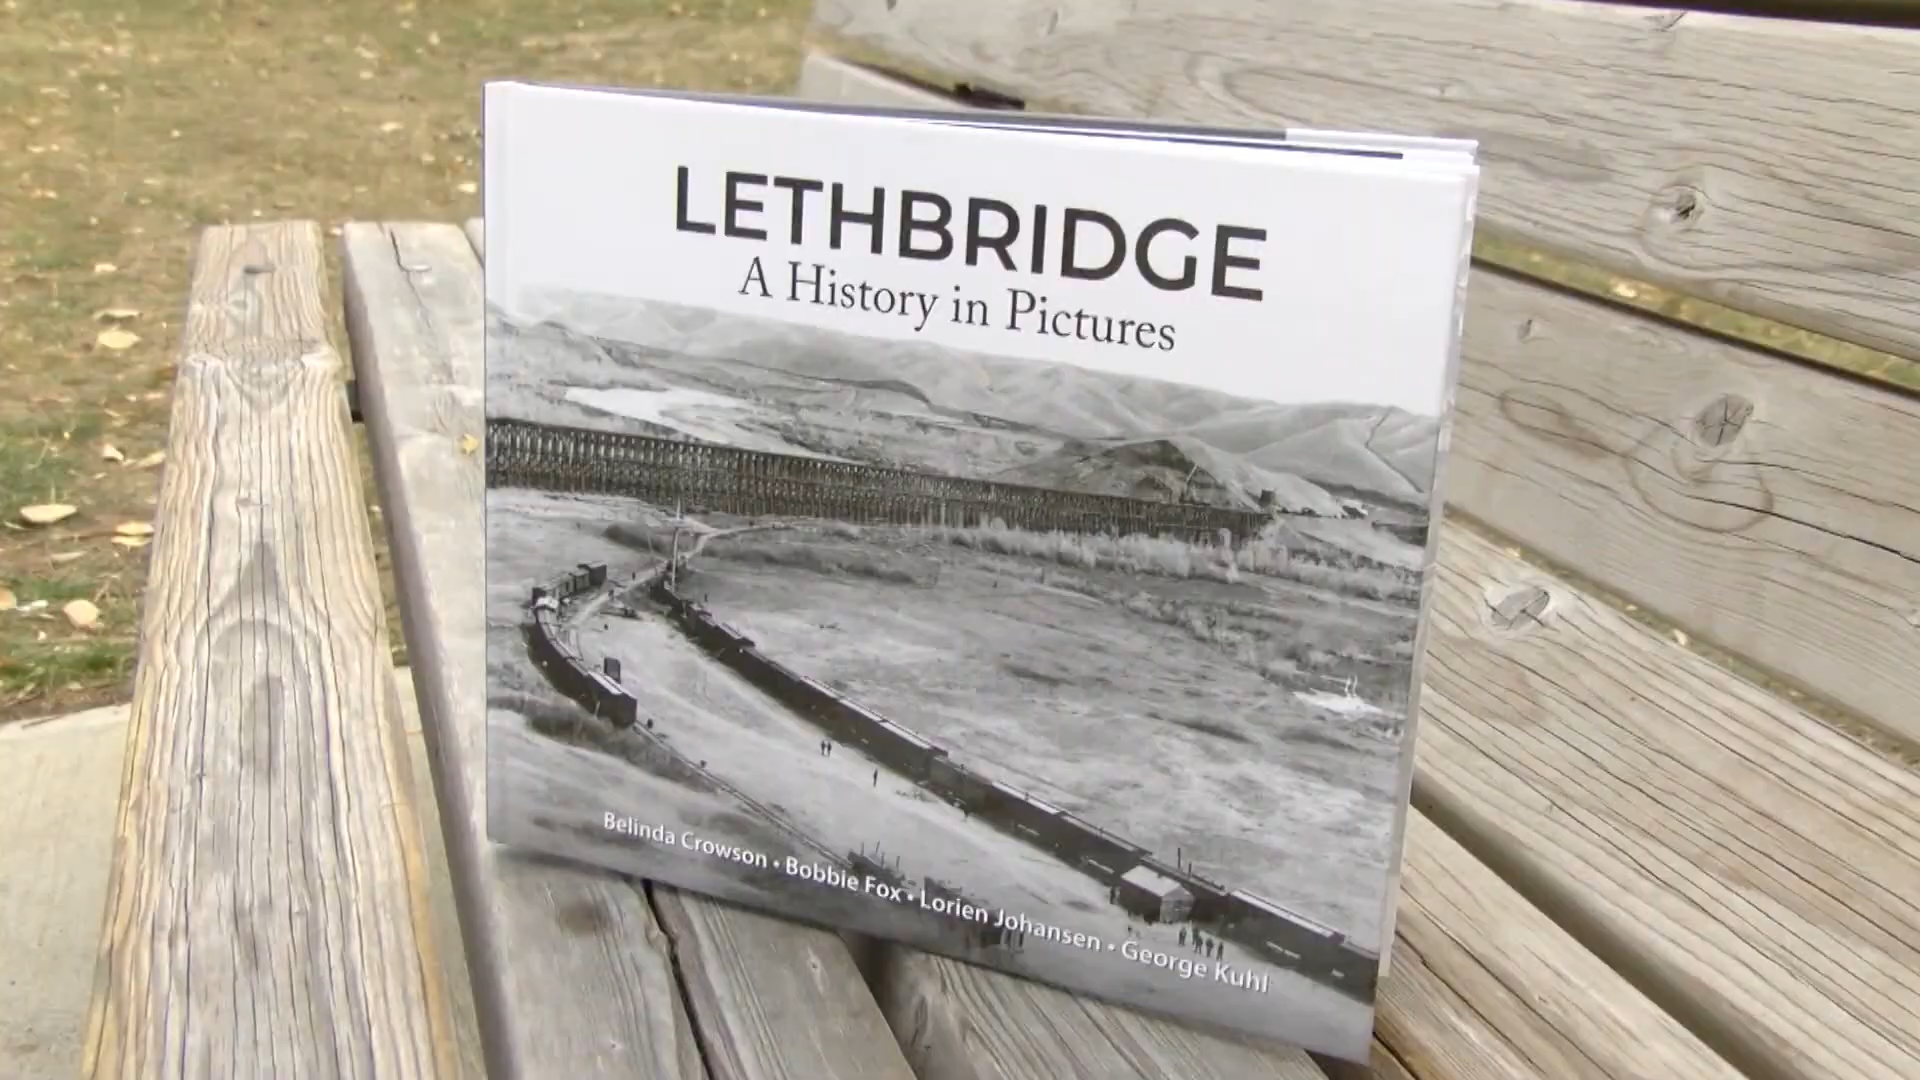 LETHBRIDGE
A History in Pictures
Belinda Crowson • Bobbie Fox • Lorien Johansen • George Kuhl